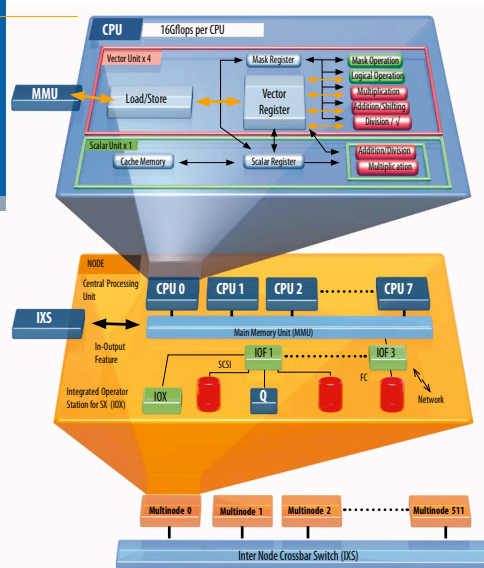 CPU
16Gflops per CPU
Vector Unit x 4
Mask Register
Mask Operation
Logical Operation
MMU
Load/Store
Vector
Register
Multiplication
Addition/Shifting
Division / √
Scalar Unit x 1
Cache Memory
Scalar Register
Addition/Division
Multiplication
NODE
Central Processing
Unit
CPU 0
CPU 1
CPU 2
CPU 7
IXS
Main Memory Unit (MMU)
In-Output
Feature
IOF 1
IOF 3
SCSI
FC
Integrated Operator
Station for SX (IOX)
IOX
Q
Network
Multinode 0
Multinode 1
Multinode 2
Multinode 511
Inter Node Crossbar Switch (IXS)